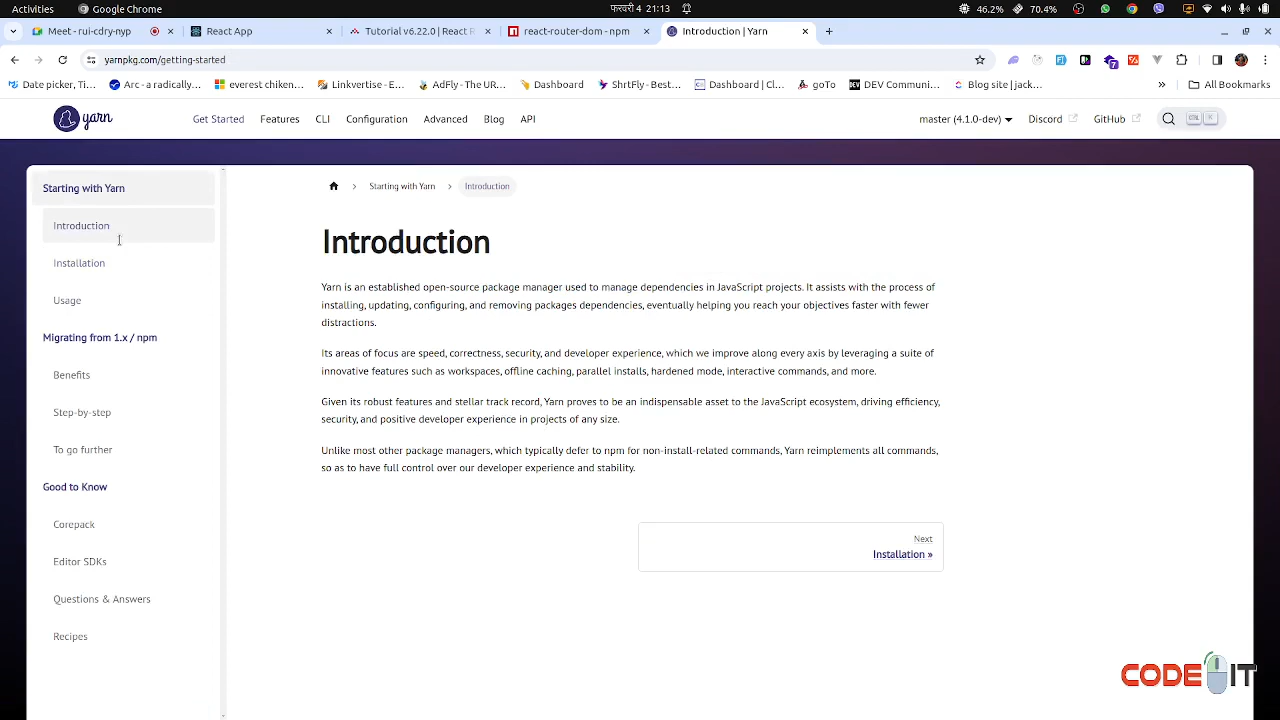 Activities
Google Chrome
फाल्गुन 4 21:13
46.2%
70.4%
Meet - rui-cdry-nyp
React App
Tutorial v6.22.0 | React R
react-router-dom - npm
Introduction | Yarn
yarnpkg.com/getting-started
Date picker, Ti...
Arc - a radically...
everest chiken...
Linkvertise - E...
AdFly - The UR...
Dashboard
ShrtFly - Best...
Dashboard | Cl...
goTo
DEV Communi...
Blog site | jack...
»
All Bookmarks
yarn
Get Started
Features
CLI
Configuration
Advanced
Blog
API
master (4.1.0-dev)
Discord
GitHub
CTRL K
Starting with Yarn
Introduction
Installation
Usage
Migrating from 1.x / npm
Benefits
Step-by-step
To go further
Good to Know
Corepack
Editor SDKs
Questions & Answers
Recipes
Starting with Yarn
Introduction
Introduction
Yarn is an established open-source package manager used to manage dependencies in JavaScript projects. It assists with the process of
installing, updating, configuring, and removing packages dependencies, eventually helping you reach your objectives faster with fewer
distractions.
Its areas of focus are speed, correctness, security, and developer experience, which we improve along every axis by leveraging a suite of
innovative features such as workspaces, offline caching, parallel installs, hardened mode, interactive commands, and more.
Given its robust features and stellar track record, Yarn proves to be an indispensable asset to the JavaScript ecosystem, driving efficiency,
security, and positive developer experience in projects of any size.
Unlike most other package managers, which typically defer to npm for non-install-related commands, Yarn reimplements all commands,
so as to have full control over our developer experience and stability.
Next
Installation »
CODE IT